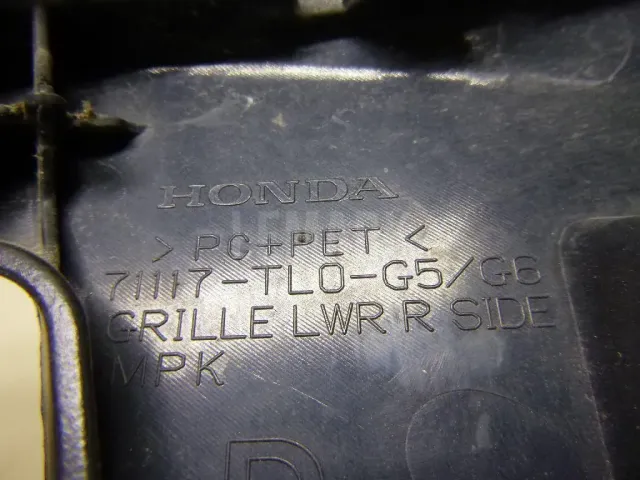 HONDA
> PC+PET <
71117-TL0-G5/G6
GRILLE LWR R SIDE
MPK